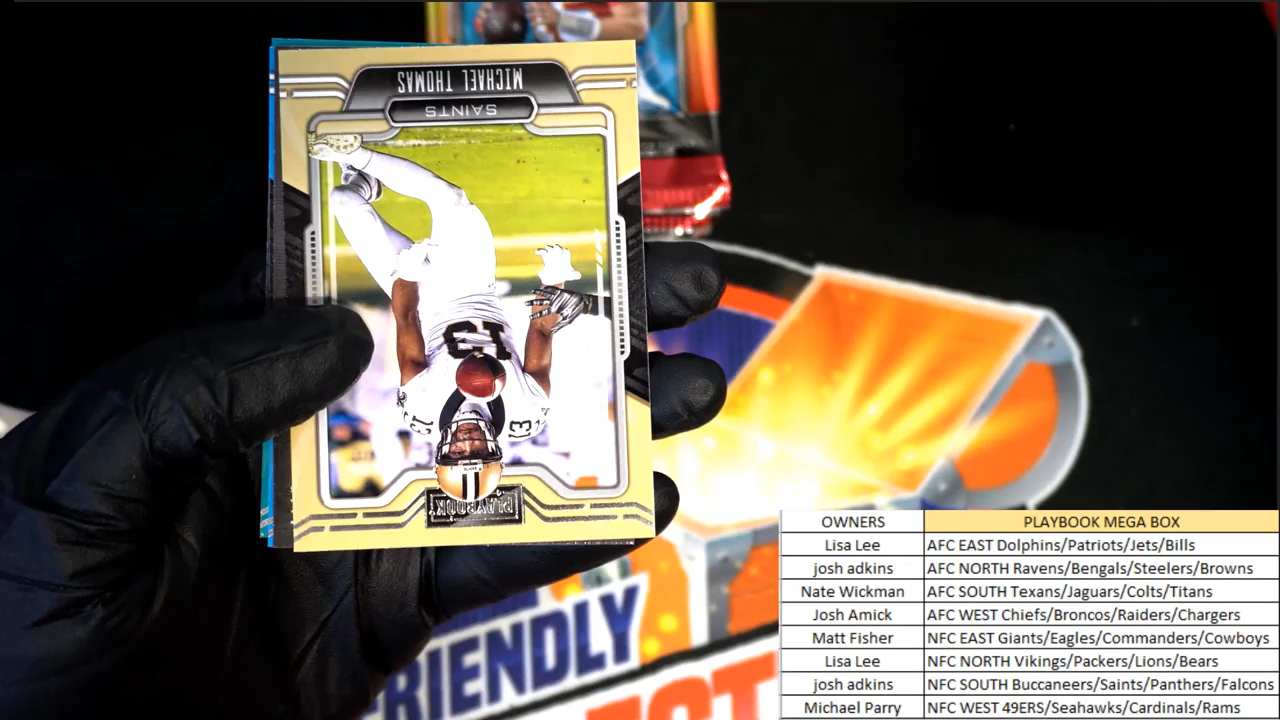 MICHAEL THOMAS
SAINTS
13
13
13
PLAYBOOK
RIENDLY
OWNERS PLAYBOOK MEGA BOX
Lisa Lee AFC EAST Dolphins/Patriots/Jets/Bills
josh adkins AFC NORTH Ravens/Bengals/Steelers/Browns
Nate Wickman AFC SOUTH Texans/Jaguars/Colts/Titans
Josh Amick AFC WEST Chiefs/Broncos/Raiders/Chargers
Matt Fisher NFC EAST Giants/Eagles/Commanders/Cowboys
Lisa Lee NFC NORTH Vikings/Packers/Lions/Bears
josh adkins NFC SOUTH Buccaneers/Saints/Panthers/Falcons
Michael Parry NFC WEST 49ERS/Seahawks/Cardinals/Rams